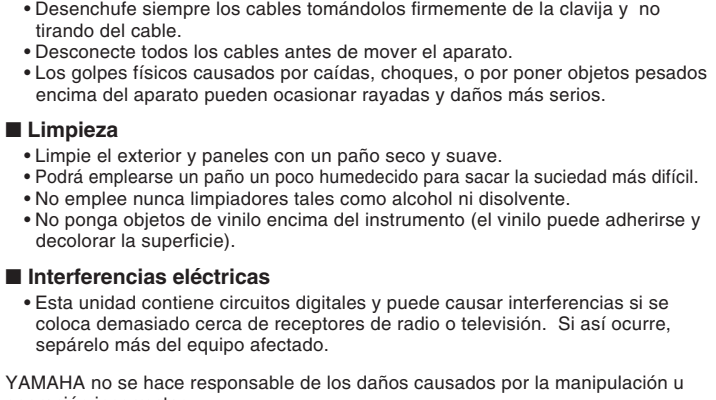 • Desenchufe siempre los cables tomándolos firmemente de la clavija y  no
tirando del cable.
• Desconecte todos los cables antes de mover el aparato.
• Los golpes físicos causados por caídas, choques, o por poner objetos pesados
encima del aparato pueden ocasionar rayadas y daños más serios.
■ Limpieza
• Limpie el exterior y paneles con un paño seco y suave.
• Podrá emplearse un paño un poco humedecido para sacar la suciedad más difícil.
• No emplee nunca limpiadores tales como alcohol ni disolvente.
• No ponga objetos de vinilo encima del instrumento (el vinilo puede adherirse y
decolorar la superficie).
■ Interferencias eléctricas
• Esta unidad contiene circuitos digitales y puede causar interferencias si se
coloca demasiado cerca de receptores de radio o televisión.  Si así ocurre,
sepárelo más del equipo afectado.
YAMAHA no se hace responsable de los daños causados por la manipulación u